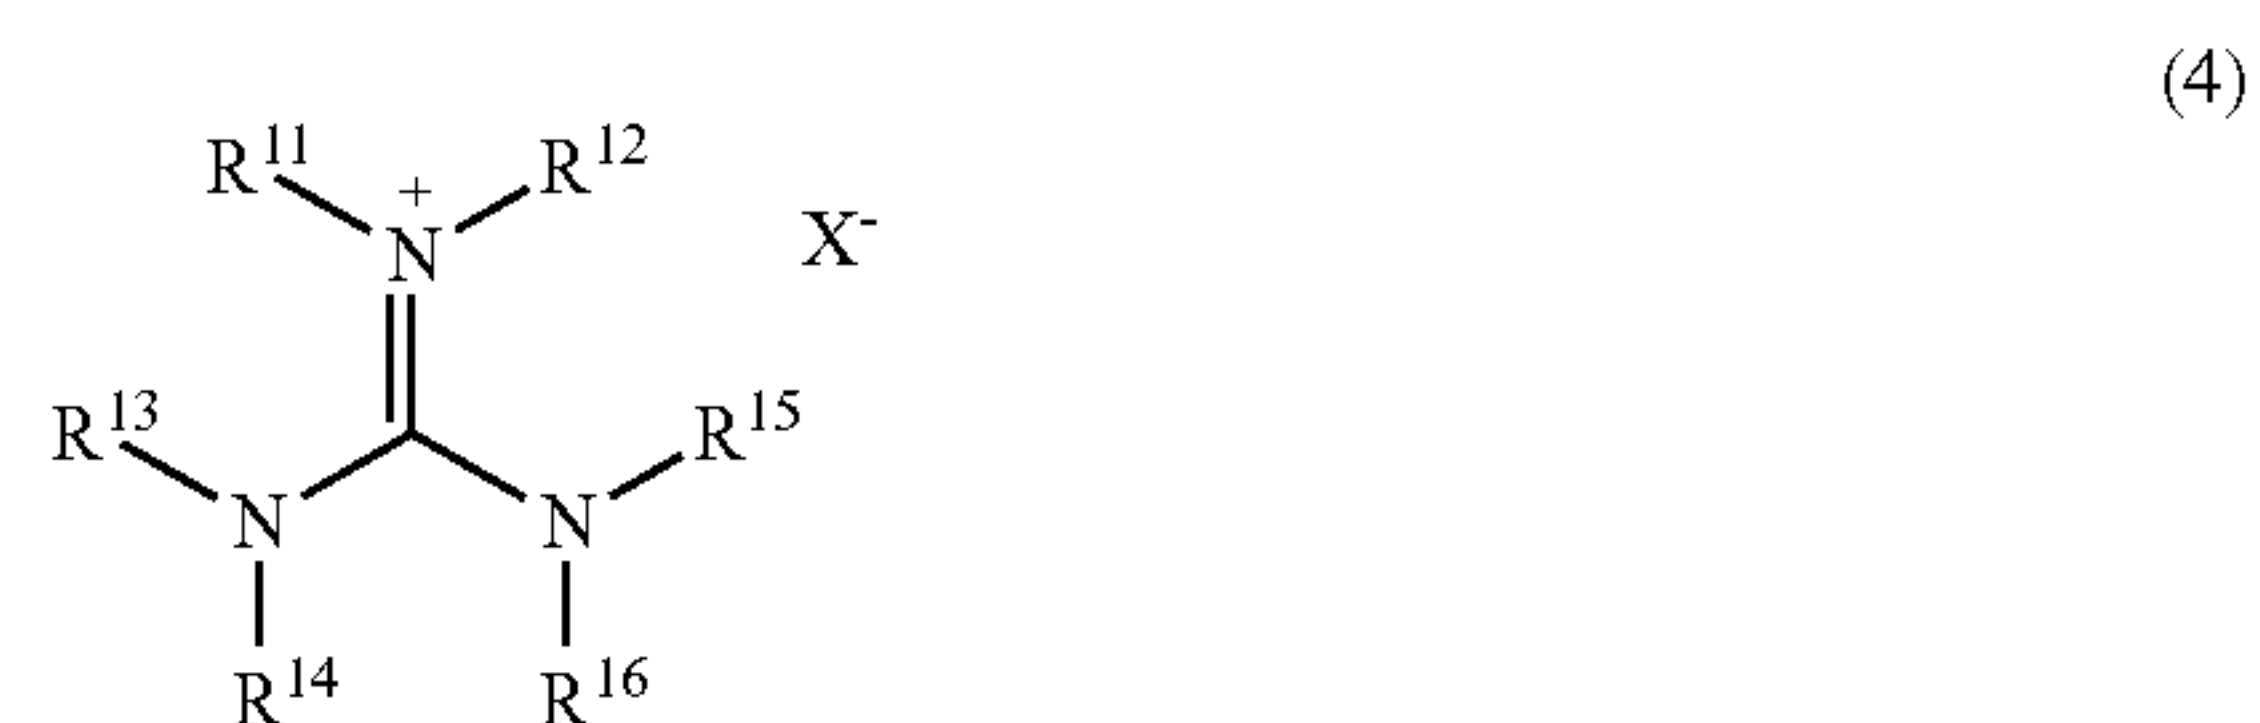 (4)
R¹¹ R¹²
+
N X⁻
R¹³ R¹⁵
N N
R¹⁴ R¹⁶